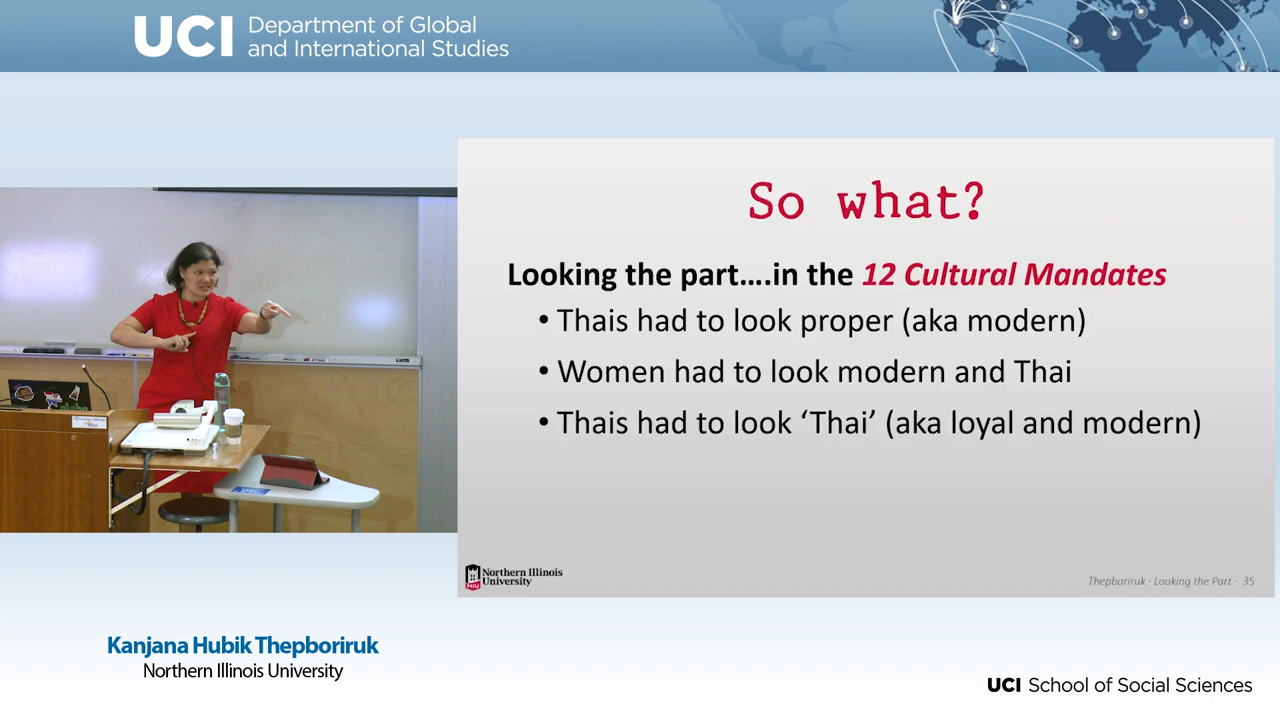 UCI Department of Global
and International Studies
So what?
Looking the part....in the 12 Cultural Mandates
• Thais had to look proper (aka modern)
• Women had to look modern and Thai
• Thais had to look ‘Thai’ (aka loyal and modern)
NIU Northern Illinois
University
Thepboriruk · Looking the Part · 35
Kanjana Hubik Thepboriruk
Northern Illinois University
UCI School of Social Sciences